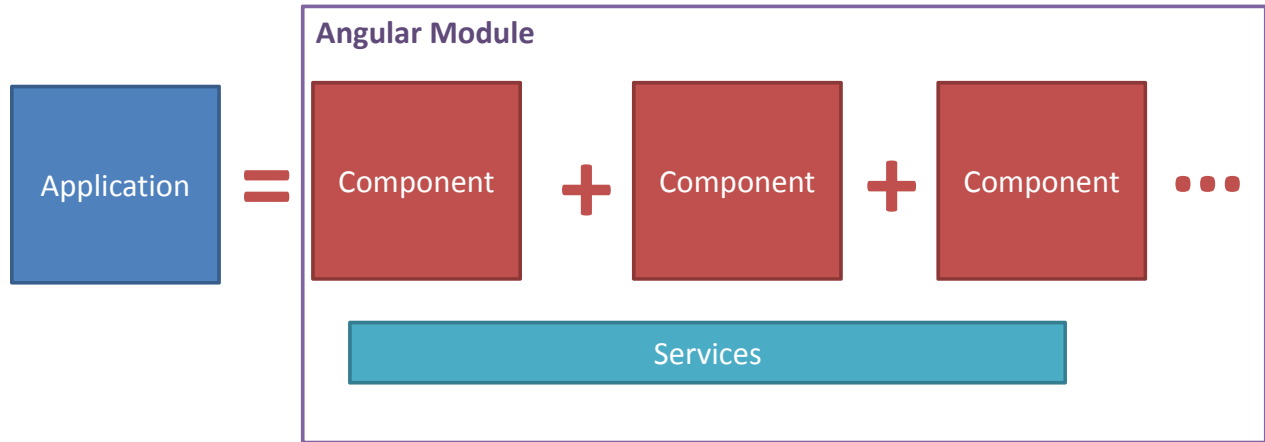 Angular Module
Application = Component + Component + Component ...
Services